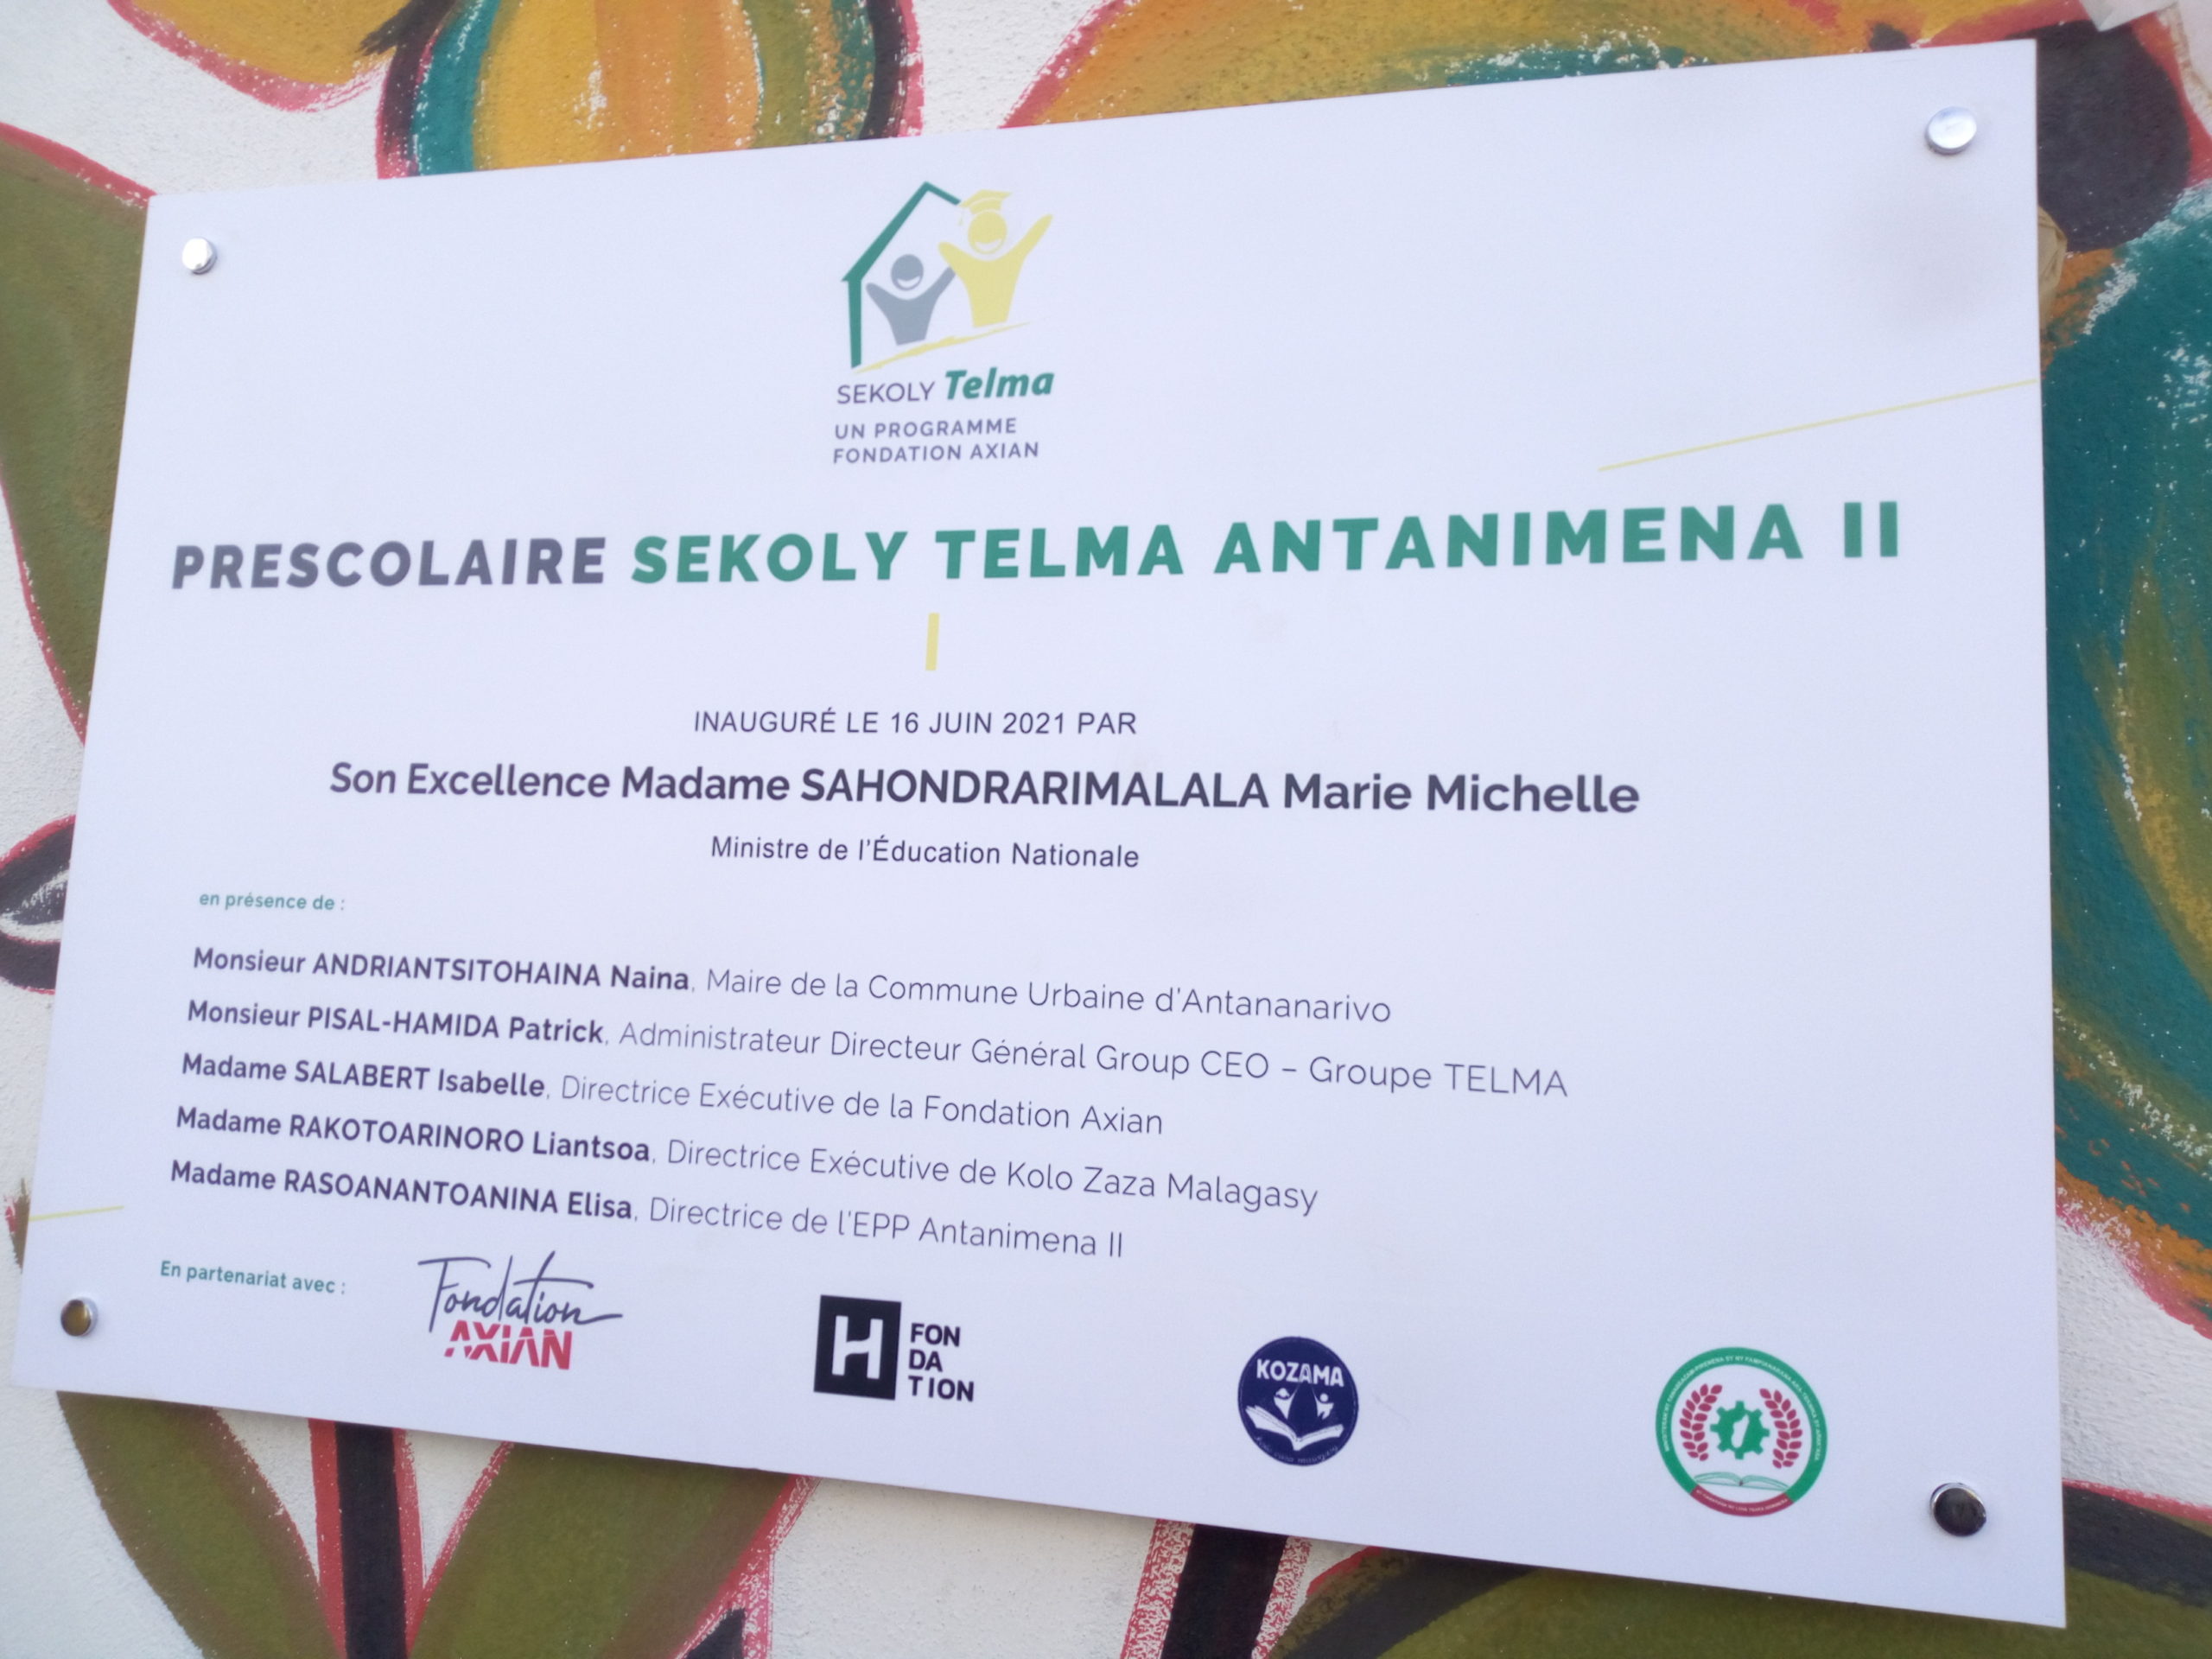 SEKOLY Telma
UN PROGRAMME
FONDATION AXIAN
PRESCOLAIRE SEKOLY TELMA ANTANIMENA II
INAUGURÉ LE 16 JUIN 2021 PAR
Son Excellence Madame SAHONDRARIMALALA Marie Michelle
Ministre de l'Éducation Nationale
en présence de :
Monsieur ANDRIANTSITOHAINA Naina, Maire de la Commune Urbaine d'Antananarivo
Monsieur PISAL-HAMIDA Patrick, Administrateur Directeur Général Group CEO – Groupe TELMA
Madame SALABERT Isabelle, Directrice Exécutive de la Fondation Axian
Madame RAKOTOARINORO Liantsoa, Directrice Exécutive de Kolo Zaza Malagasy
Madame RASOANANTOANINA Elisa, Directrice de l'EPP Antanimena II
En partenariat avec :
Fondation
AXIAN
H
FON
DA
TION
KOZAMA